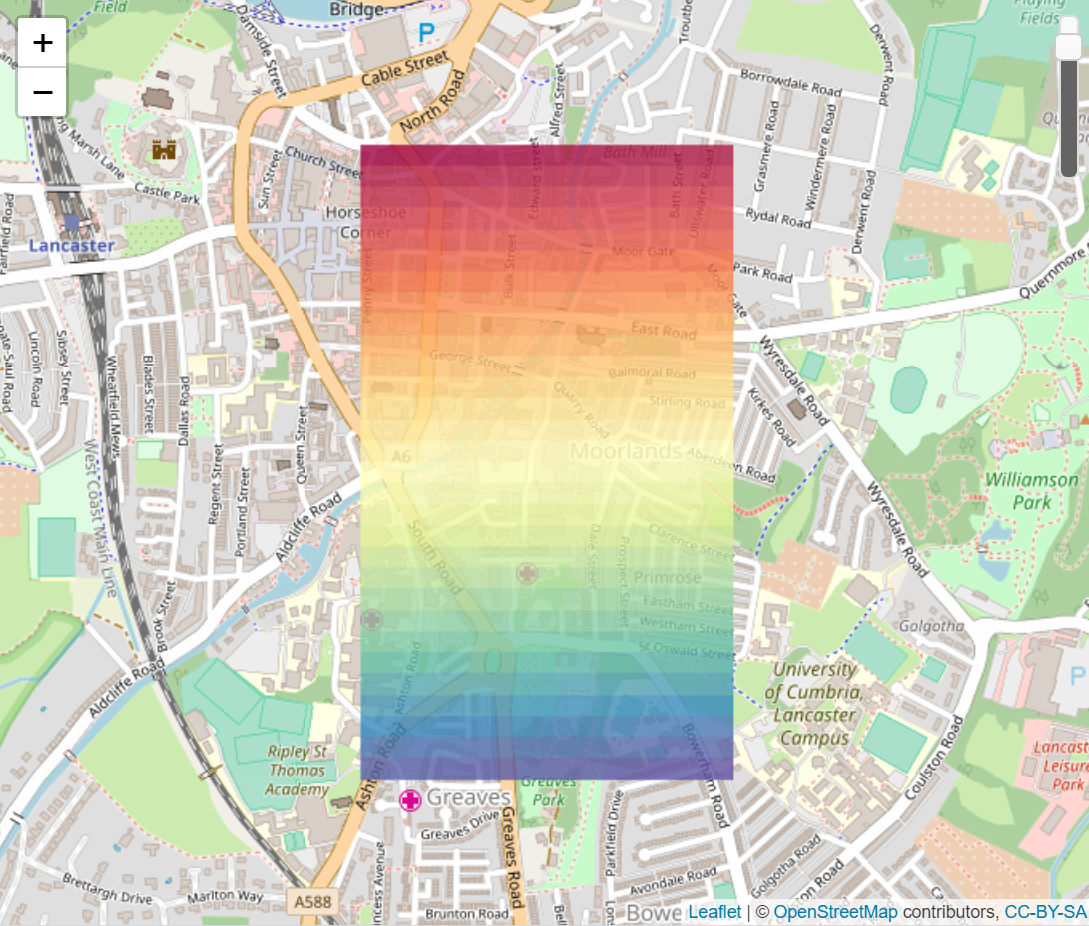 Field
Bridge
P
Playing
Fields
+
−
Damside Street
Cable Street
North Road
Alfred Street
Derwent Road
Borrowdale Road
Grasmere Road
Windermere Road
Derwent Road
Marsh Lane
Castle Park
Sun Street
Church Street
Edward Street
Bath Mill
Bath Street
Ullswater Road
Rydal Road
Fairfield Road
Lancaster
Horseshoe
Corner
Penny Street
Bank Street
Moor Gate
Moor Gate
Park Road
Quernmore
East Road
George Street
Balmoral Road
Stirling Road
Quarry Road
Wyresdale Road
Kirkes Road
Lincoln Road
Sibsey Street
Wheatfield Mews
Blades Street
Dallas Road
Queen Street
Regent Street
Portland Street
West Coast Main Line
A6
Moorlands
Aberdeen Road
Williamson
Park
Wyresdale Road
Aldcliffe Road
South Road
Dale Street
Prospect Street
Clarence Street
Primrose
Eastham Street
Westham Street
St Oswald Street
Golgotha
Brook Street
Aldcliffe Road
Ashton Road
University
of Cumbria,
Lancaster
Campus
P
Coulston Road
Bowerham Road
Ashton Road
Ripley St
Thomas
Academy
Greaves
Greaves Drive
Greaves
Park
Greaves Road
Parkfield Drive
Golgotha Road
Avondale Road
Brettargh Drive
Marlton Way
A588
Brunton Road
Bowe
Leaflet | © OpenStreetMap contributors, CC-BY-SA